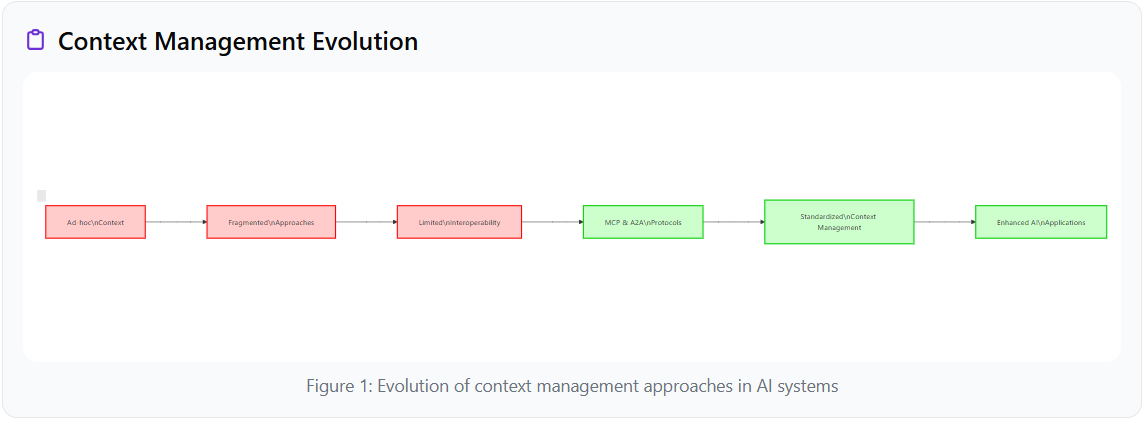 Context Management Evolution
Ad-hoc\nContext
Fragmented\nApproaches
Limited\nInteroperability
MCP & A2A\nProtocols
Standardized\nContext
Management
Enhanced AI\nApplications
Figure 1: Evolution of context management approaches in AI systems